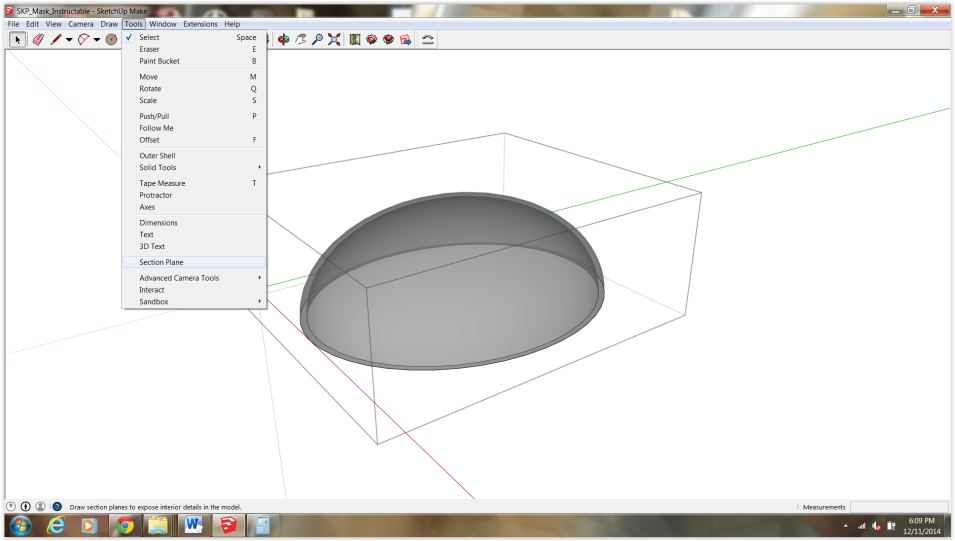 SKP_Mask_Instructable - SketchUp Make
File Edit View Camera Draw Tools Window Extensions Help
Select Space
Eraser E
Paint Bucket B
Move M
Rotate Q
Scale S
Push/Pull P
Follow Me
Offset F
Outer Shell
Solid Tools
Tape Measure T
Protractor
Axes
Dimensions
Text
3D Text
Section Plane
Advanced Camera Tools
Interact
Sandbox
Draw section planes to expose interior details in the model.
Measurements
6:09 PM
12/11/2014